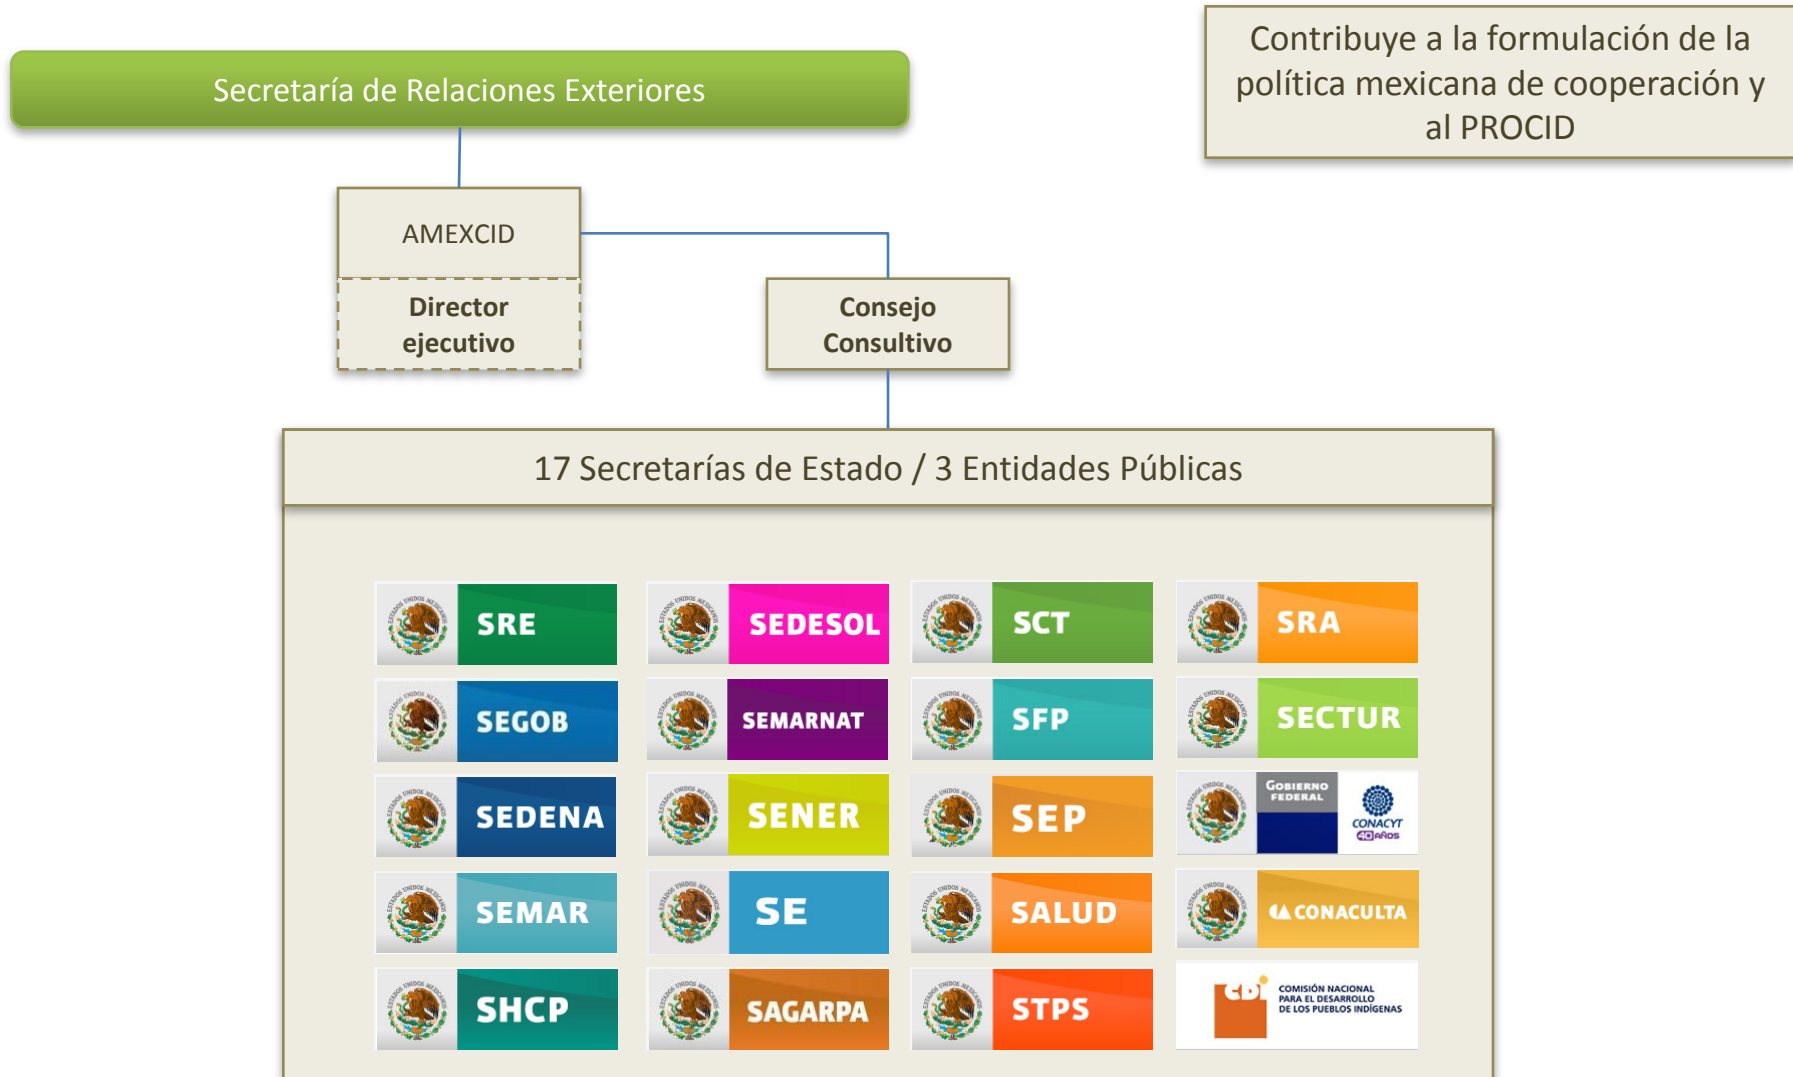 Secretaría de Relaciones Exteriores
Contribuye a la formulación de la
política mexicana de cooperación y
al PROCID
AMEXCID
Director
ejecutivo
Consejo
Consultivo
17 Secretarías de Estado / 3 Entidades Públicas
SRE
SEDESOL
SCT
SRA
SEGOB
SEMARNAT
SFP
SECTUR
SEDENA
SENER
SEP
GOBIERNO
FEDERAL
CONACYT
40 AÑOS
SEMAR
SE
SALUD
CONACULTA
SHCP
SAGARPA
STPS
CDI
COMISIÓN NACIONAL
PARA EL DESARROLLO
DE LOS PUEBLOS INDÍGENAS